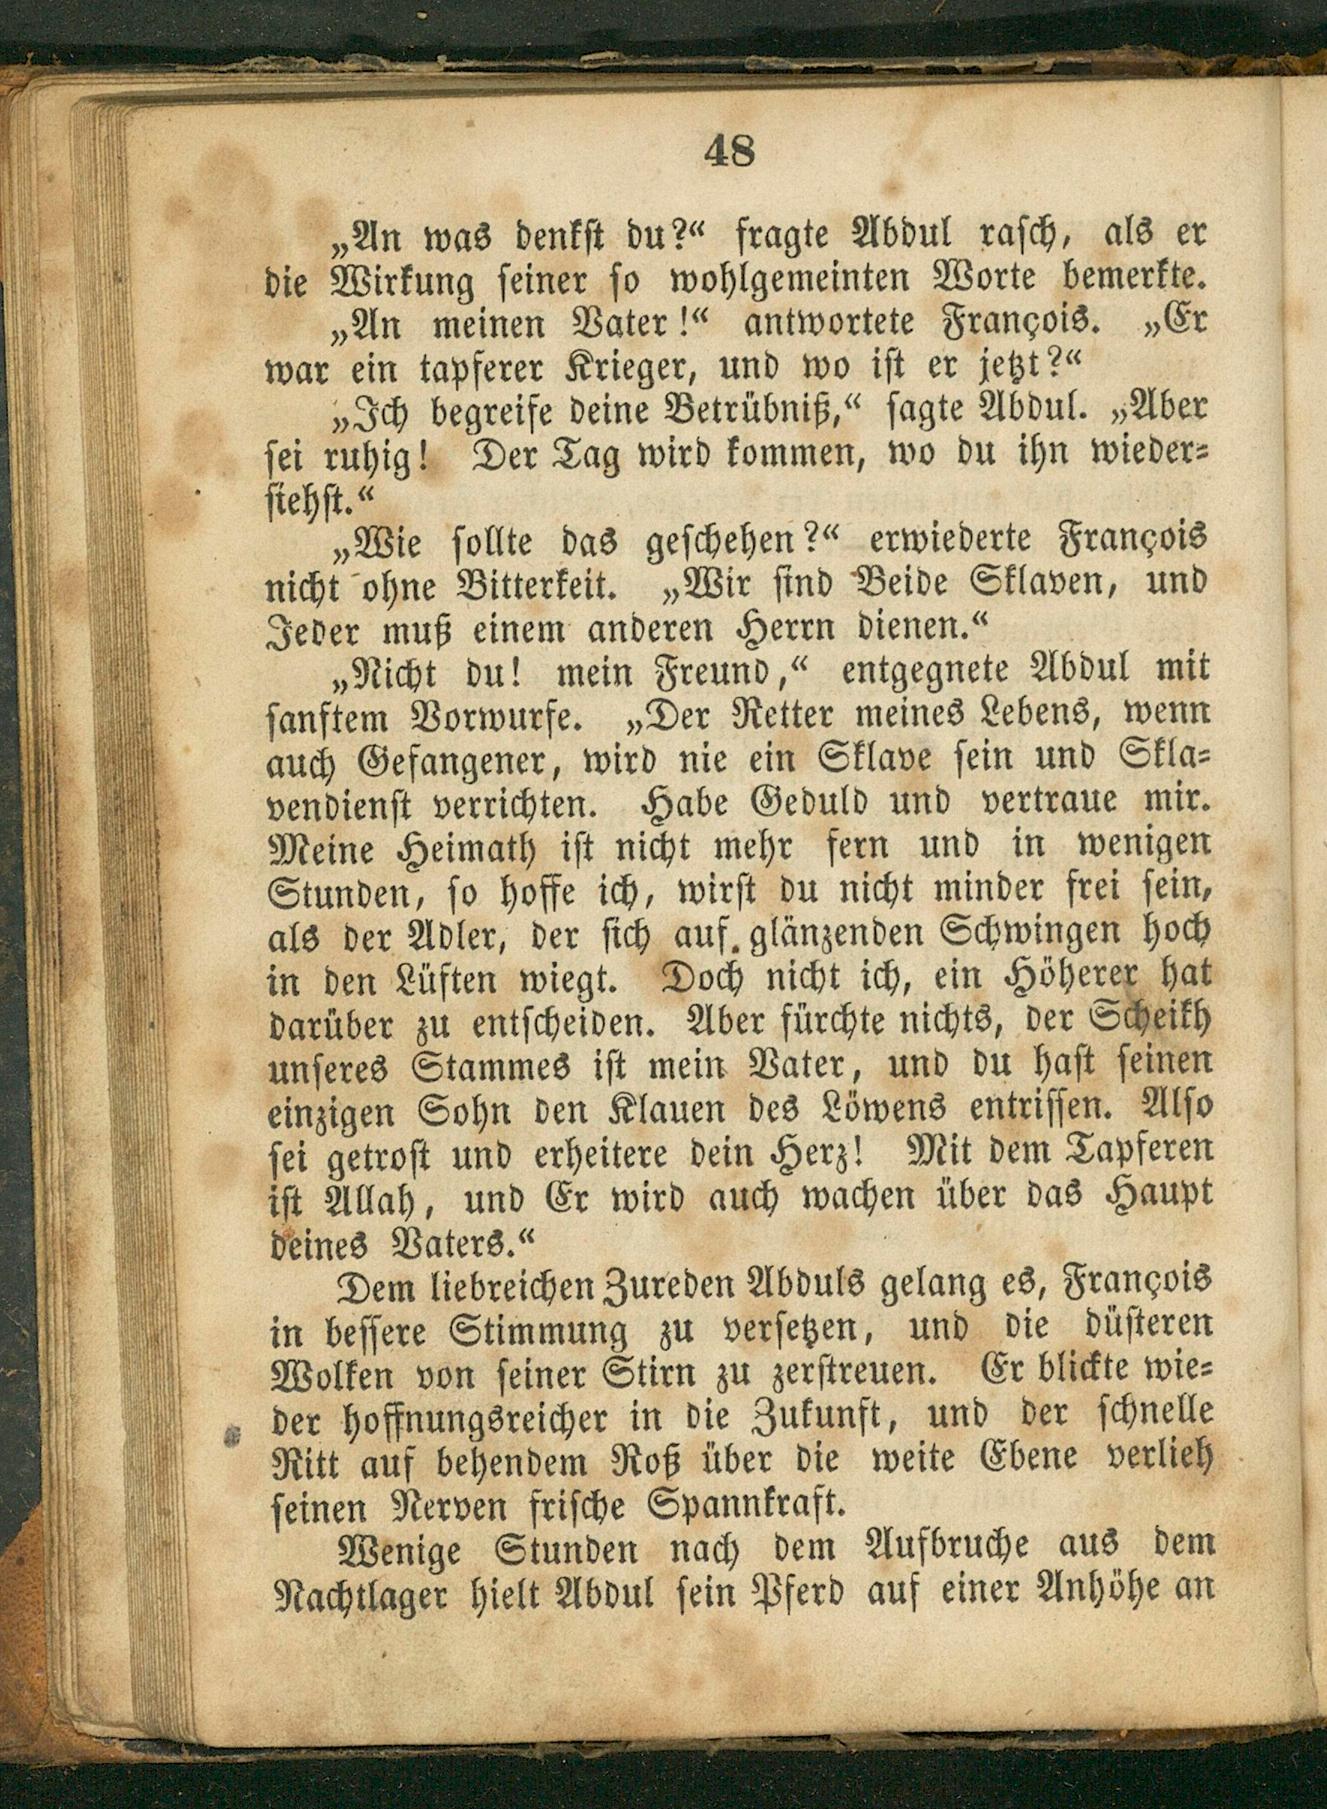 48
„An was denkst du?“ fragte Abdul rasch, als er
die Wirkung seiner so wohlgemeinten Worte bemerkte.
„An meinen Vater!“ antwortete François. „Er
war ein tapferer Krieger, und wo ist er jetzt?“
„Ich begreife deine Betrübniß,“ sagte Abdul. „Aber
sei ruhig! Der Tag wird kommen, wo du ihn wieder-
siehst.“
„Wie sollte das geschehen?“ erwiederte François
nicht ohne Bitterkeit. „Wir sind Beide Sklaven, und
Jeder muß einem anderen Herrn dienen.“
„Nicht du! mein Freund,“ entgegnete Abdul mit
sanftem Vorwurfe. „Der Retter meines Lebens, wenn
auch Gefangener, wird nie ein Sklave sein und Skla-
vendienst verrichten. Habe Geduld und vertraue mir.
Meine Heimath ist nicht mehr fern und in wenigen
Stunden, so hoffe ich, wirst du nicht minder frei sein,
als der Adler, der sich auf glänzenden Schwingen hoch
in den Lüften wiegt. Doch nicht ich, ein Höherer hat
darüber zu entscheiden. Aber fürchte nichts, der Scheikh
unseres Stammes ist mein Vater, und du hast seinen
einzigen Sohn den Klauen des Löwens entrissen. Also
sei getrost und erheitere dein Herz! Mit dem Tapferen
ist Allah, und Er wird auch wachen über das Haupt
deines Vaters.“
Dem liebreichen Zureden Abduls gelang es, François
in bessere Stimmung zu versetzen, und die düsteren
Wolken von seiner Stirn zu zerstreuen. Er blickte wie-
der hoffnungsreicher in die Zukunft, und der schnelle
Ritt auf behendem Roß über die weite Ebene verlieh
seinen Nerven frische Spannkraft.
Wenige Stunden nach dem Aufbruche aus dem
Nachtlager hielt Abdul sein Pferd auf einer Anhöhe an